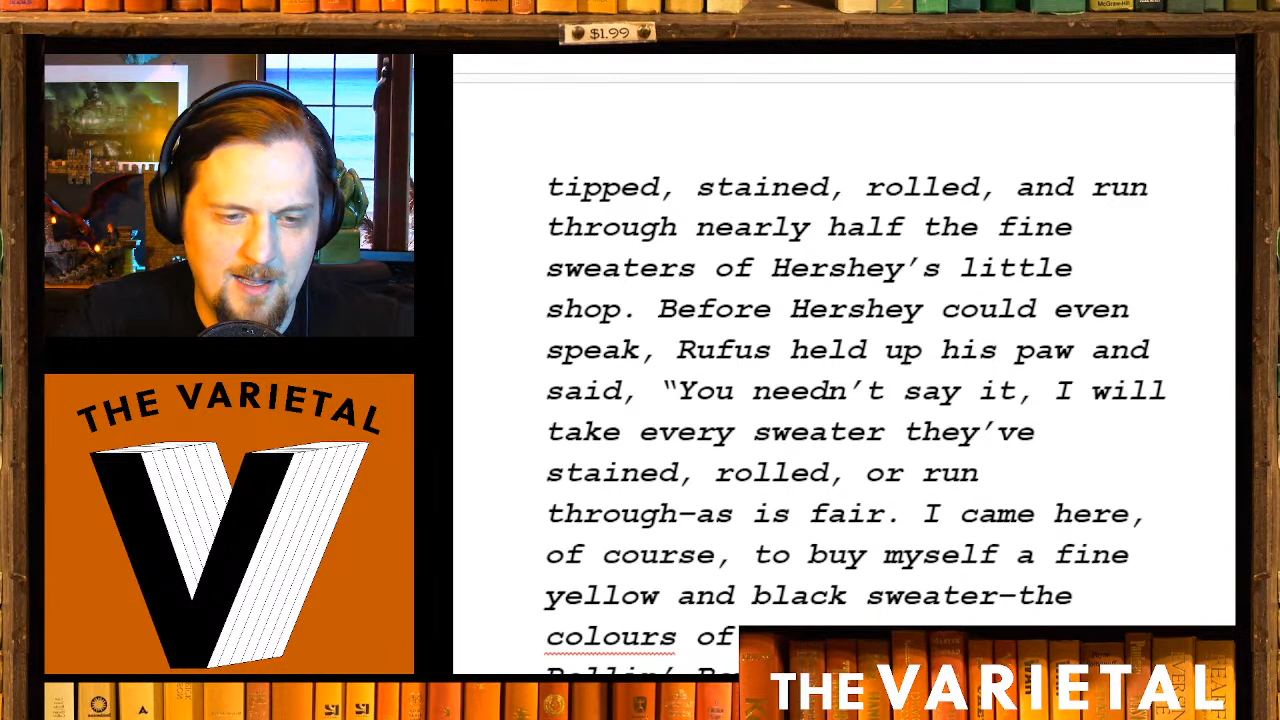 McGraw-Hill
$1.99
tipped, stained, rolled, and run
through nearly half the fine
sweaters of Hershey’s little
shop. Before Hershey could even
speak, Rufus held up his paw and
said, “You needn’t say it, I will
take every sweater they’ve
stained, rolled, or run
through—as is fair. I came here,
of course, to buy myself a fine
yellow and black sweater—the
colours of
THE VARIETAL
V
THE VARIETAL